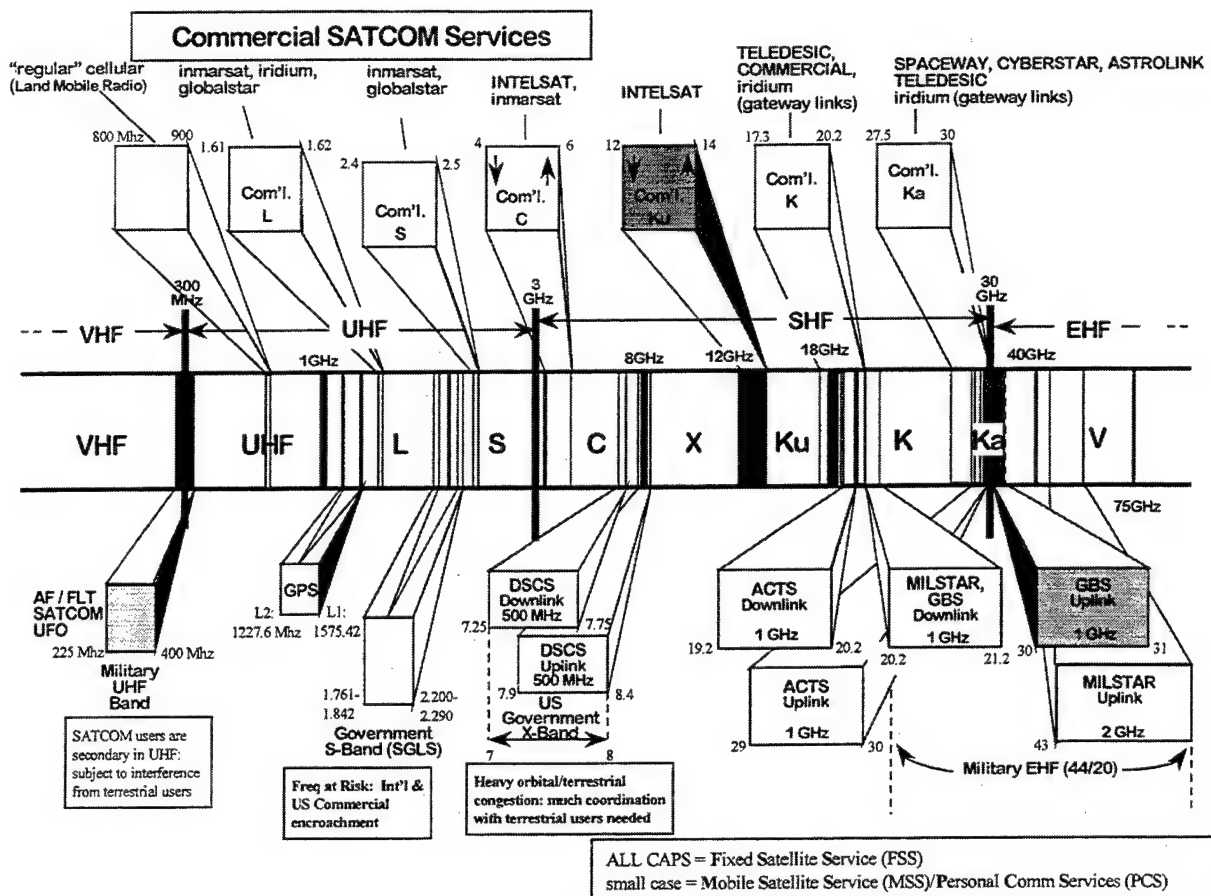 Commercial SATCOM Services
"regular" cellular
(Land Mobile Radio)
inmarsat, iridium,
globalstar
inmarsat,
globalstar
INTELSAT,
inmarsat
INTELSAT
TELEDESIC,
COMMERCIAL,
iridium
(gateway links)
SPACEWAY, CYBERSTAR, ASTROLINK
TELEDESIC
iridium (gateway links)
800 Mhz
900
1.61
1.62
2.4
2.5
4
6
12
14
17.3
20.2
27.5
30
Com'l.
L
Com'l.
S
Com'l.
C
Com'l.
Ku
Com'l.
K
Com'l.
Ka
300
MHz
3
GHz
30
GHz
VHF
UHF
SHF
EHF
1GHz
8GHz
12GHz
18GHz
40GHz
VHF
UHF
L
S
C
X
Ku
K
Ka
V
75GHz
AF / FLT
SATCOM
UFO
225 Mhz
400 Mhz
Military
UHF
Band
SATCOM users are
secondary in UHF:
subject to interference
from terrestrial users
GPS
L2:
1227.6 Mhz
L1:
1575.42
1.761-
1.842
2.200-
2.290
Government
S-Band (SGLS)
Freq at Risk: Int'l &
US Commercial
encroachment
DSCS
Downlink
500 MHz
7.25
7.75
DSCS
Uplink
500 MHz
7.9
8.4
US
Government
X-Band
7
8
Heavy orbital/terrestrial
congestion: much coordination
with terrestrial users needed
ACTS
Downlink
1 GHz
19.2
20.2
ACTS
Uplink
1 GHz
29
30
MILSTAR,
GBS
Downlink
1 GHz
20.2
21.2
GBS
Uplink
1 GHz
30
31
MILSTAR
Uplink
2 GHz
43
Military EHF (44/20)
ALL CAPS = Fixed Satellite Service (FSS)
small case = Mobile Satellite Service (MSS)/Personal Comm Services (PCS)